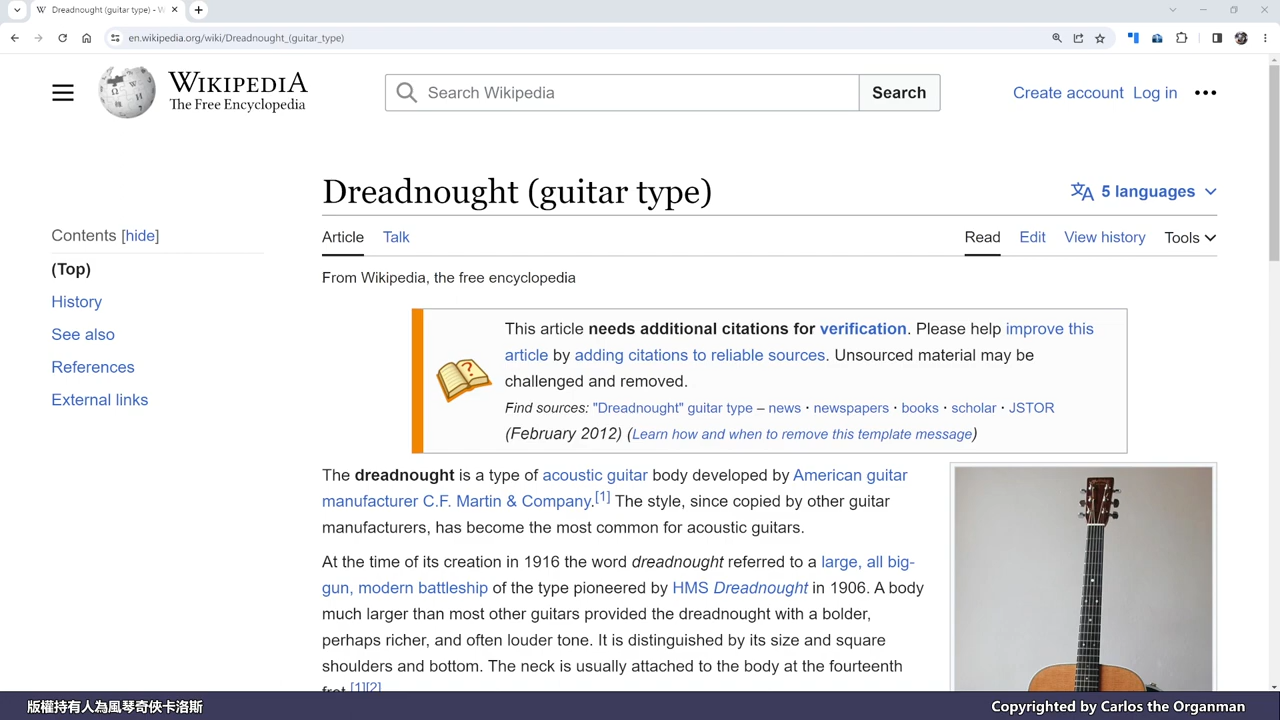 Dreadnought (guitar type) - W
en.wikipedia.org/wiki/Dreadnought_(guitar_type)
WIKIPEDIA
The Free Encyclopedia
Search Wikipedia
Search
Create account Log in
Dreadnought (guitar type)
5 languages
Contents [hide]
(Top)
History
See also
References
External links
Article Talk
Read Edit View history Tools
From Wikipedia, the free encyclopedia
This article needs additional citations for verification. Please help improve this
article by adding citations to reliable sources. Unsourced material may be
challenged and removed.
Find sources: "Dreadnought" guitar type – news · newspapers · books · scholar · JSTOR
(February 2012) (Learn how and when to remove this template message)
The dreadnought is a type of acoustic guitar body developed by American guitar
manufacturer C.F. Martin & Company.[1] The style, since copied by other guitar
manufacturers, has become the most common for acoustic guitars.
At the time of its creation in 1916 the word dreadnought referred to a large, all big-
gun, modern battleship of the type pioneered by HMS Dreadnought in 1906. A body
much larger than most other guitars provided the dreadnought with a bolder,
perhaps richer, and often louder tone. It is distinguished by its size and square
shoulders and bottom. The neck is usually attached to the body at the fourteenth
fret.[1][2]
版權持有人為風琴奇俠卡洛斯
Copyrighted by Carlos the Organman